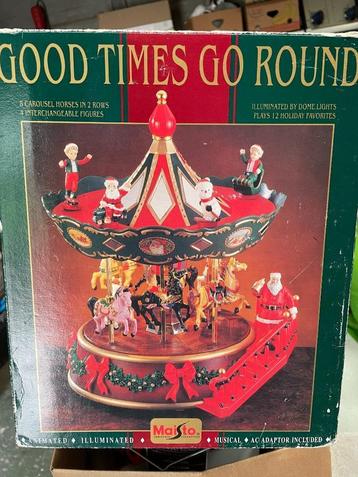 GOOD TIMES GO ROUND
8 CAROUSEL HORSES IN 2 ROWS
4 INTERCHANGEABLE FIGURES
ILLUMINATED BY DOME LIGHTS
PLAYS 12 HOLIDAY FAVORITES
Maisto
ANIMATED ♦ ILLUMINATED ♦
♦ MUSICAL ♦ AC ADAPTOR INCLUDED ♦